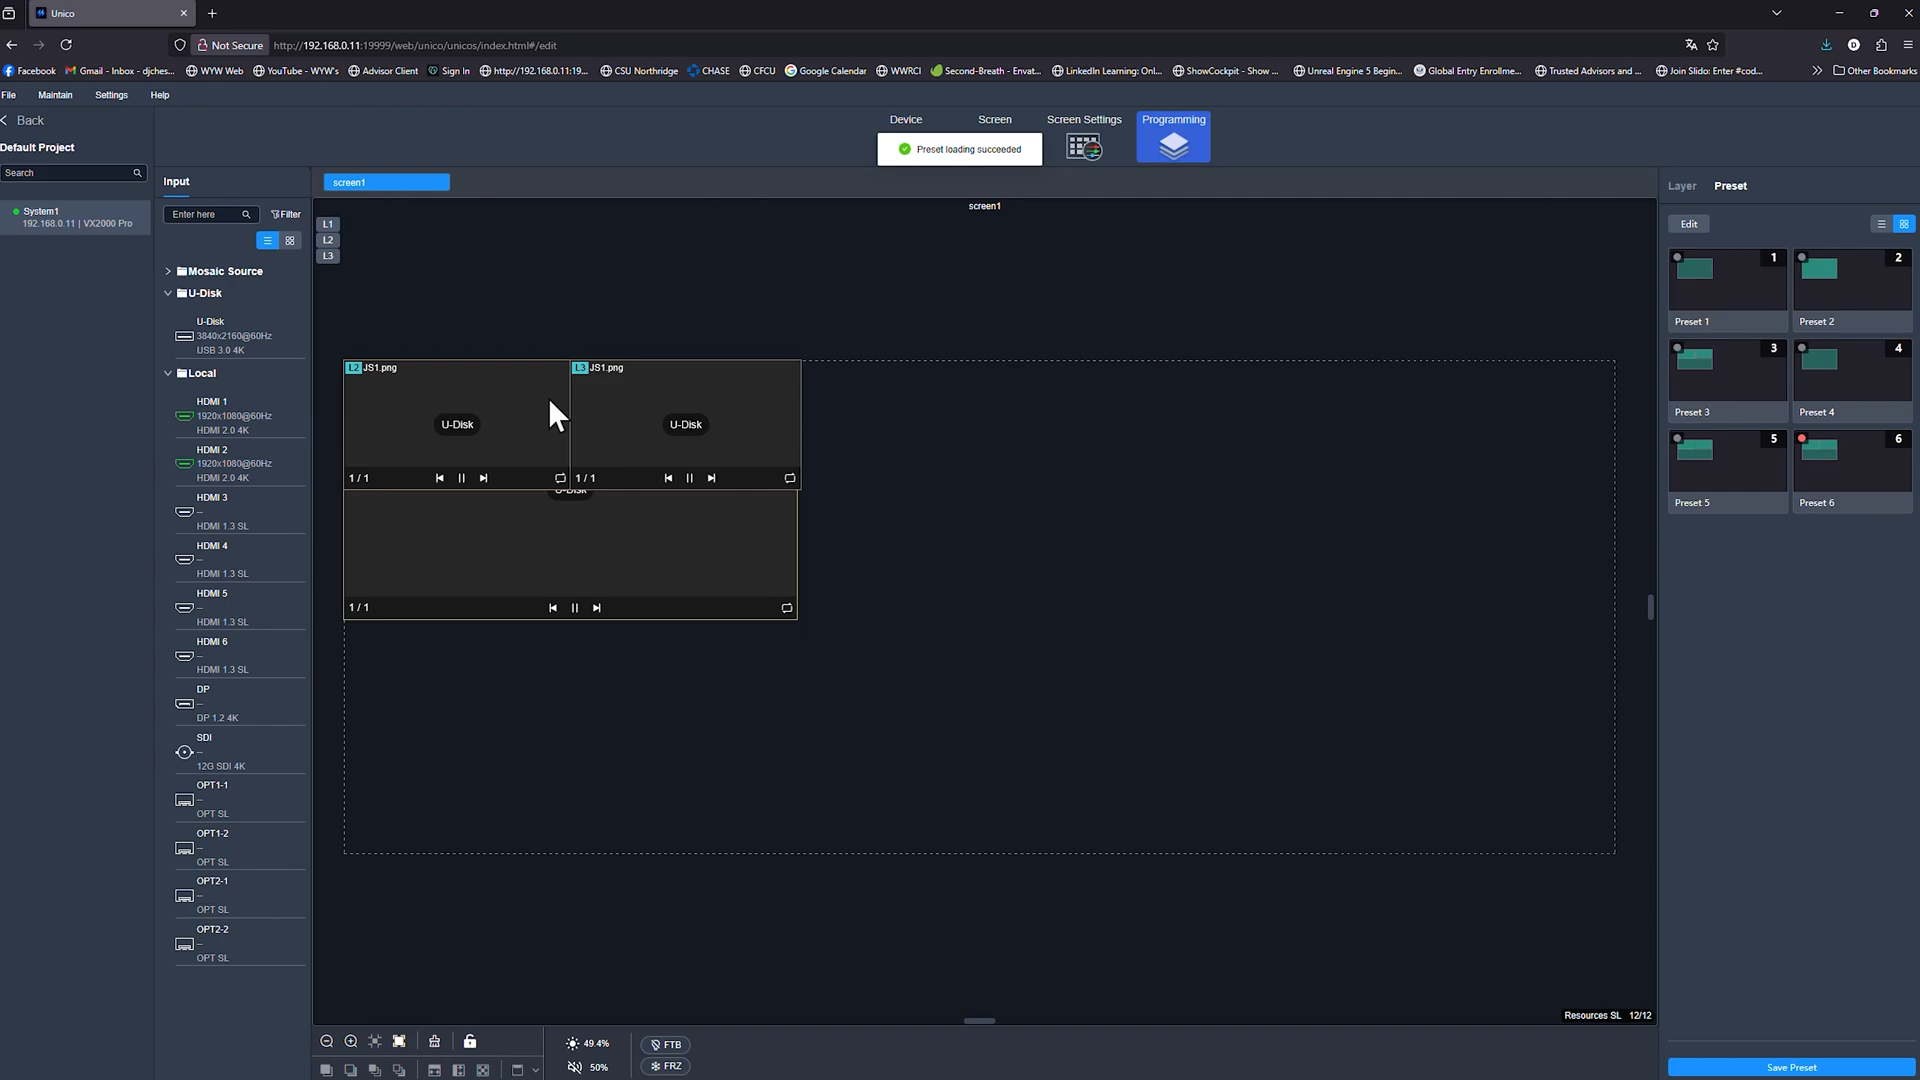 Unico
Not Secure
http://192.168.0.11:19999/web/unico/unicos/index.html#/edit
Facebook
Gmail - Inbox - djches...
WYW Web
YouTube - WYW's
Advisor Client
Sign In
http://192.168.0.11:19...
CSU Northridge
CHASE
CFCU
Google Calendar
WWRCI
Second-Breath - Envat...
LinkedIn Learning: Onl...
ShowCockpit - Show ...
Unreal Engine 5 Begin...
Global Entry Enrollme...
Trusted Advisors and ...
Join Slido: Enter #cod...
Other Bookmarks
File Maintain Settings Help
Back
Device Screen Screen Settings Programming
Preset loading succeeded
Default Project
Search
System1
192.168.0.11 | VX2000 Pro
Input
Enter here
Filter
Mosaic Source
U-Disk
U-Disk
3840x2160@60Hz
USB 3.0 4K
Local
HDMI 1
1920x1080@60Hz
HDMI 2.0 4K
HDMI 2
1920x1080@60Hz
HDMI 2.0 4K
HDMI 3
--
HDMI 1.3 SL
HDMI 4
--
HDMI 1.3 SL
HDMI 5
--
HDMI 1.3 SL
HDMI 6
--
HDMI 1.3 SL
DP
--
DP 1.2 4K
SDI
--
12G SDI 4K
OPT1-1
--
OPT SL
OPT1-2
--
OPT SL
OPT2-1
--
OPT SL
OPT2-2
--
OPT SL
screen1
screen1
L1
L2
L3
L2 JS1.png
U-Disk
1 / 1
L3 JS1.png
U-Disk
1 / 1
U-Disk
1 / 1
Resources SL 12/12
49.4%
50%
FTB
FRZ
Layer Preset
Edit
1
Preset 1
2
Preset 2
3
Preset 3
4
Preset 4
5
Preset 5
6
Preset 6
Save Preset